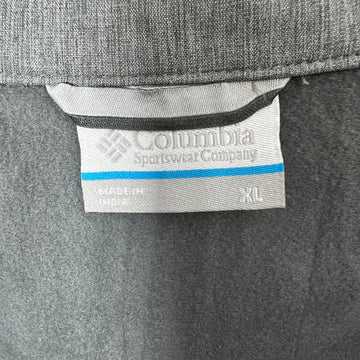 Columbia
Sportswear Company
MADE IN
INDIA
XL